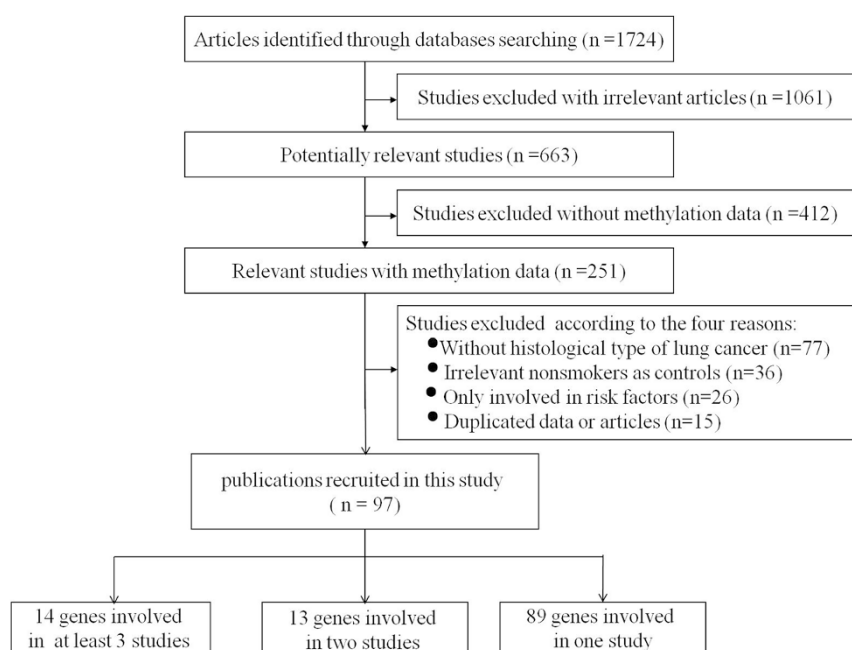 Articles identified through databases searching (n =1724)
Studies excluded with irrelevant articles (n =1061)
Potentially relevant studies (n =663)
Studies excluded without methylation data (n =412)
Relevant studies with methylation data (n =251)
Studies excluded according to the four reasons:
●Without histological type of lung cancer (n=77)
● Irrelevant nonsmokers as controls (n=36)
● Only involved in risk factors (n=26)
● Duplicated data or articles (n=15)
publications recruited in this study
( n = 97)
14 genes involved
in at least 3 studies
13 genes involved
in two studies
89 genes involved
in one study